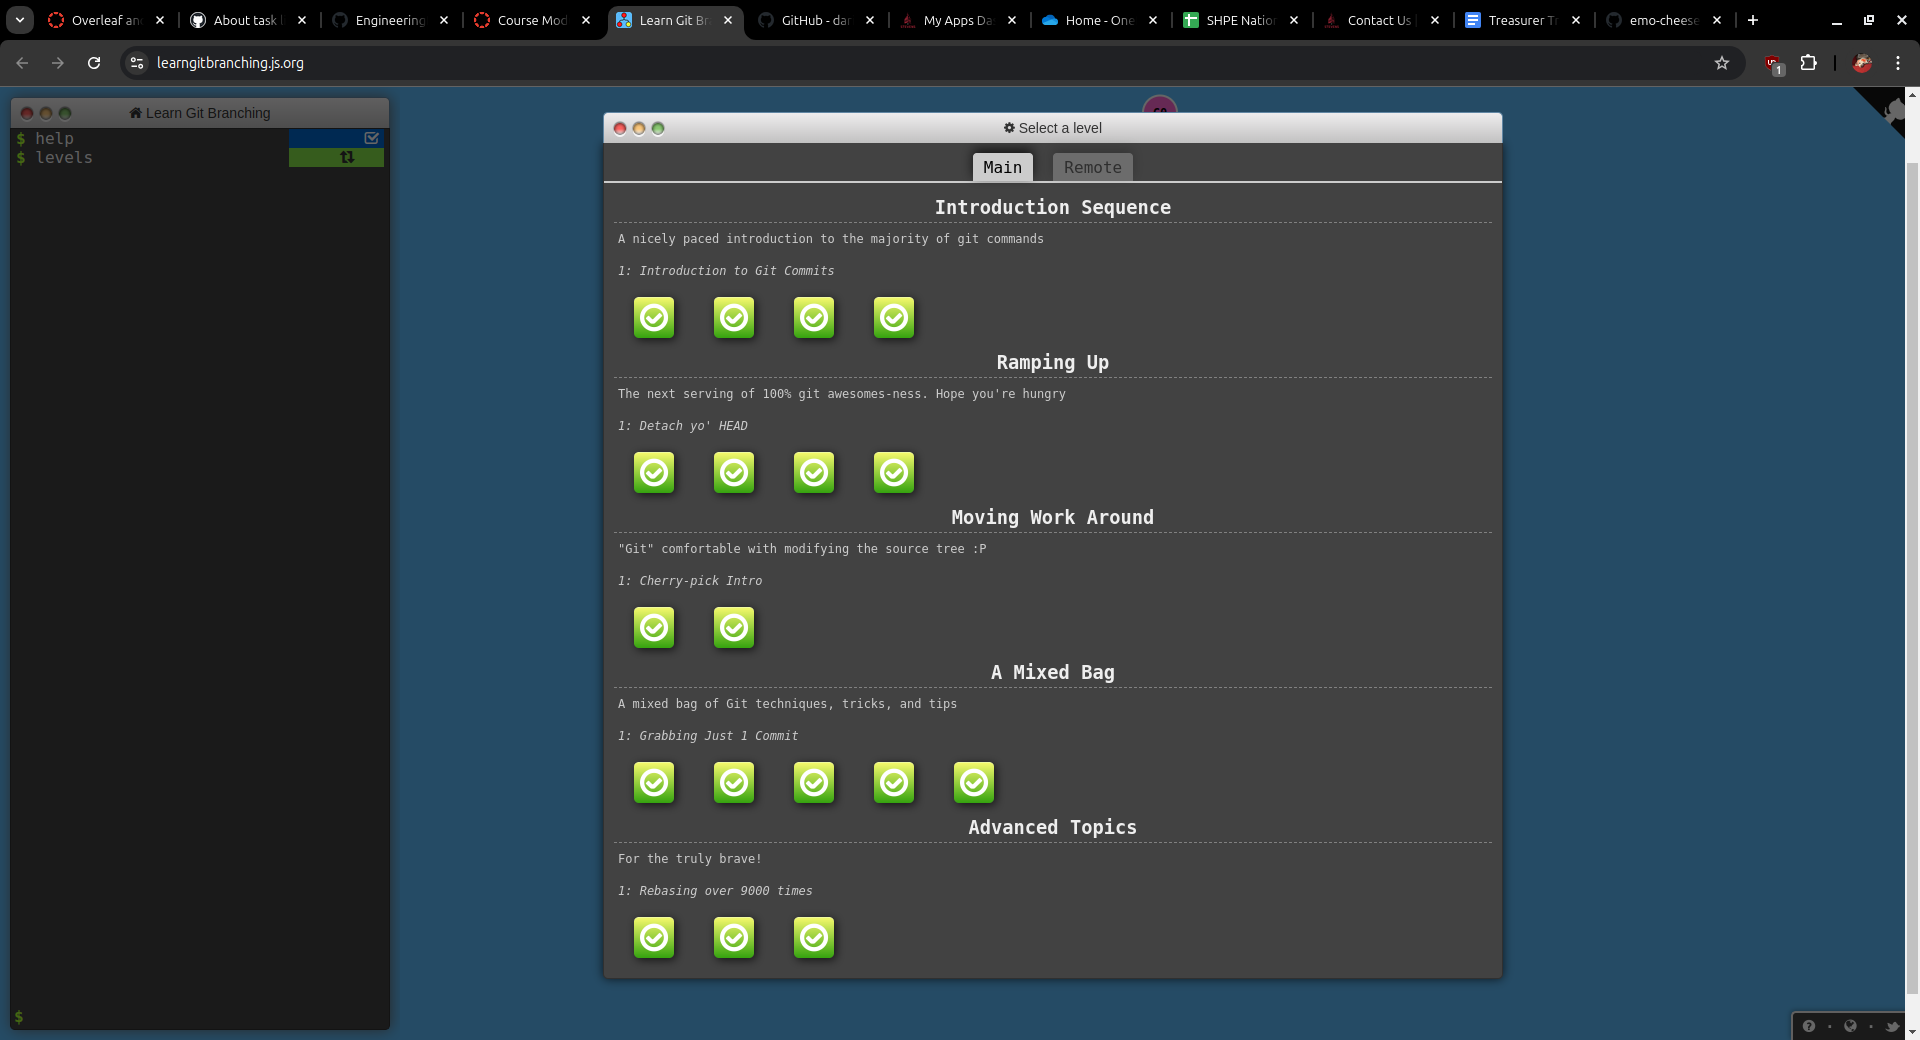 Overleaf an
About task l
Engineering
Course Mod
Learn Git Br
GitHub - dar
My Apps Da
Home - One
SHPE Natio
Contact Us
Treasurer Tr
emo-cheese
learngitbranching.js.org
1
Learn Git Branching
$ help
$ levels
$
Select a level
Main
Remote
Introduction Sequence
A nicely paced introduction to the majority of git commands
1: Introduction to Git Commits
Ramping Up
The next serving of 100% git awesomes-ness. Hope you're hungry
1: Detach yo' HEAD
Moving Work Around
"Git" comfortable with modifying the source tree :P
1: Cherry-pick Intro
A Mixed Bag
A mixed bag of Git techniques, tricks, and tips
1: Grabbing Just 1 Commit
Advanced Topics
For the truly brave!
1: Rebasing over 9000 times